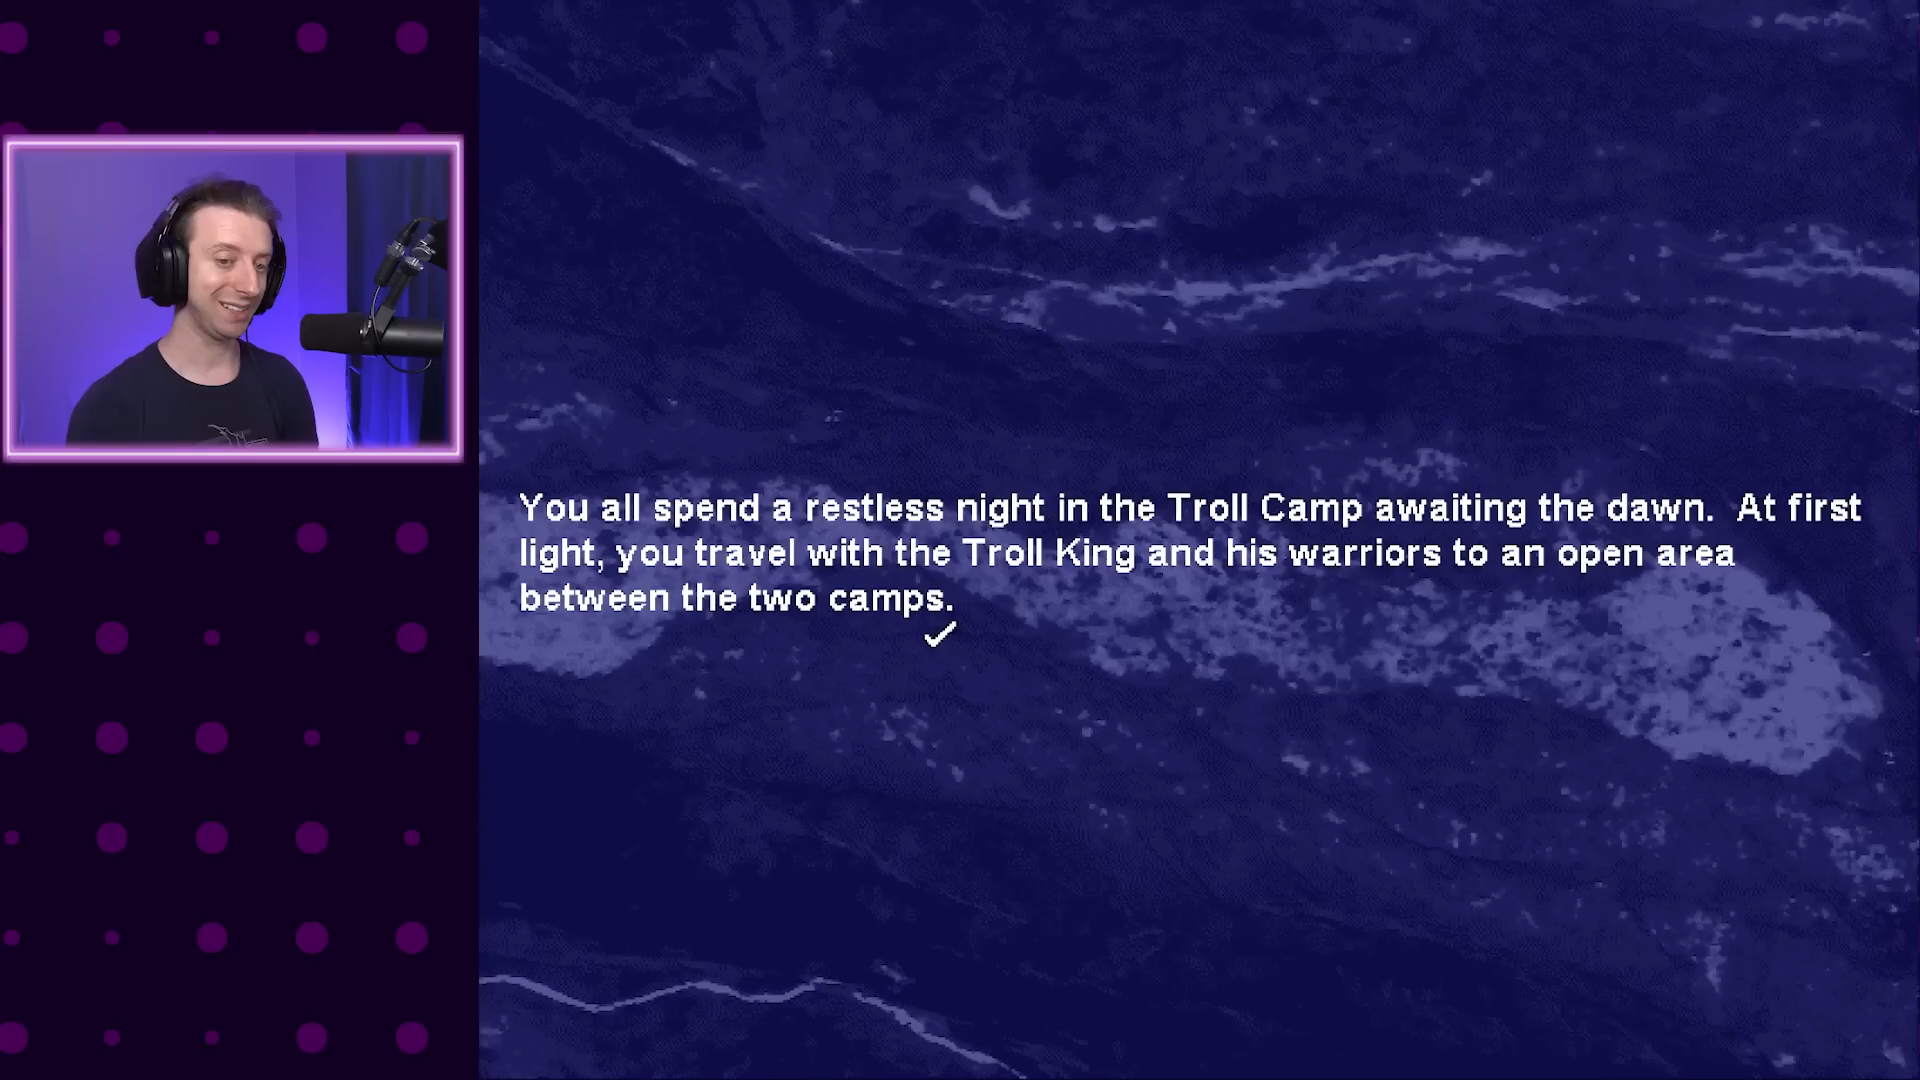 You all spend a restless night in the Troll Camp awaiting the dawn.  At first
light, you travel with the Troll King and his warriors to an open area
between the two camps.